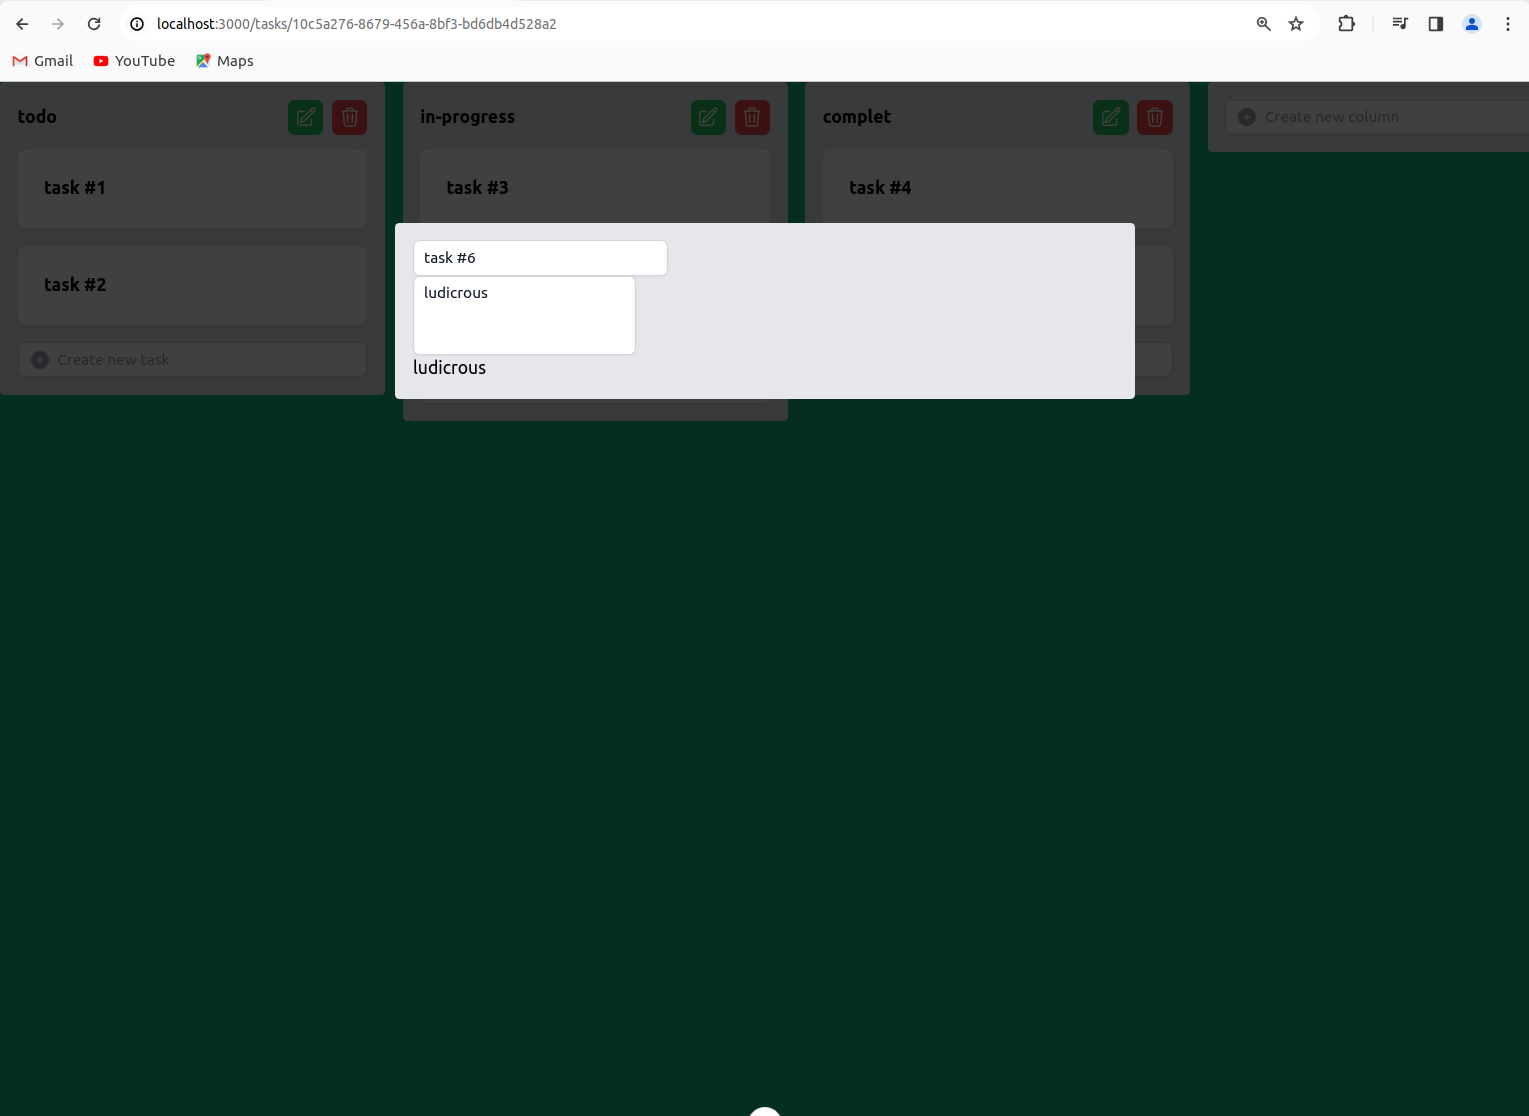 localhost:3000/tasks/10c5a276-8679-456a-8bf3-bd6db4d528a2
Gmail YouTube Maps
todo
task #1
task #2
Create new task
in-progress
task #3
complet
task #4
Create new column
task #6
ludicrous
ludicrous